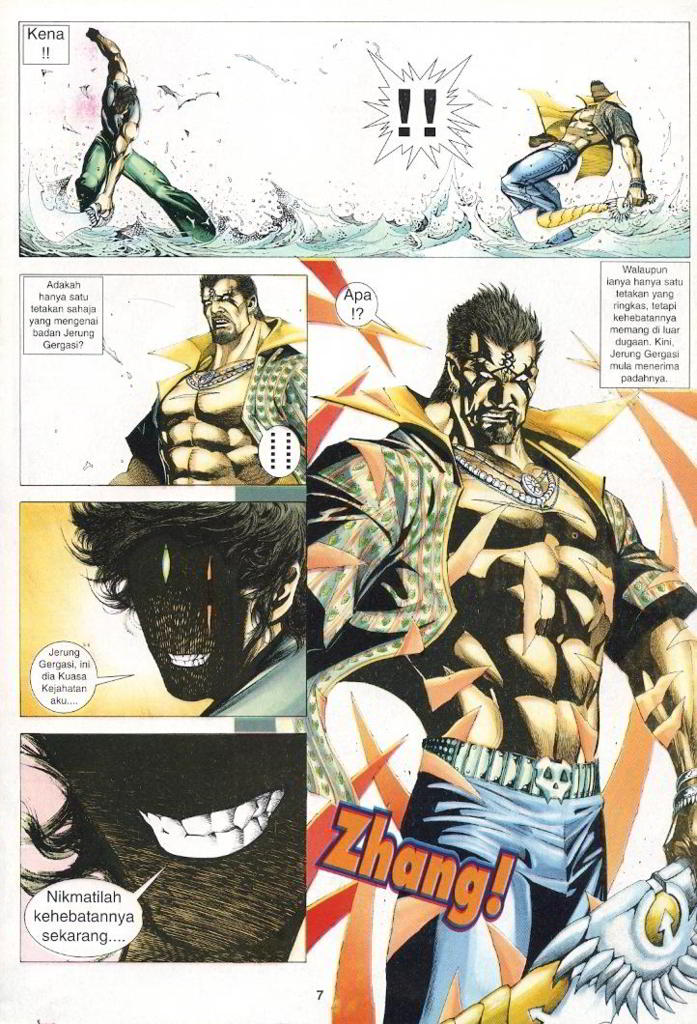 Kena
!!
!!
Adakah
hanya satu
tetakan sahaja
yang mengenai
badan Jerung
Gergasi?
Apa
!?
Walaupun
ianya hanya satu
tetakan yang
ringkas, tetapi
kehebatannya
memang di luar
dugaan. Kini,
Jerung Gergasi
mula menerima
padahnya.
Jerung
Gergasi, ini
dia Kuasa
Kejahatan
aku....
Nikmatilah
kehebatannya
sekarang....
Zhang!
7